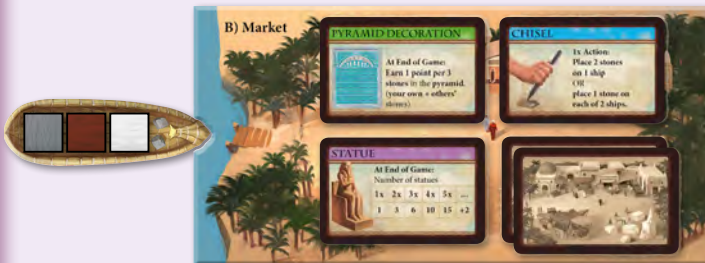 B) Market
PYRAMID DECORATION
At End of Game:
Earn 1 point per 3
stones in the pyramid.
(your own + others'
stones)
CHISEL
1x Action:
Place 2 stones
on 1 ship
OR
place 1 stone on
each of 2 ships.
STATUE
At End of Game:
Number of statues
1x 2x 3x 4x 5x ...
1 3 6 10 15 +2